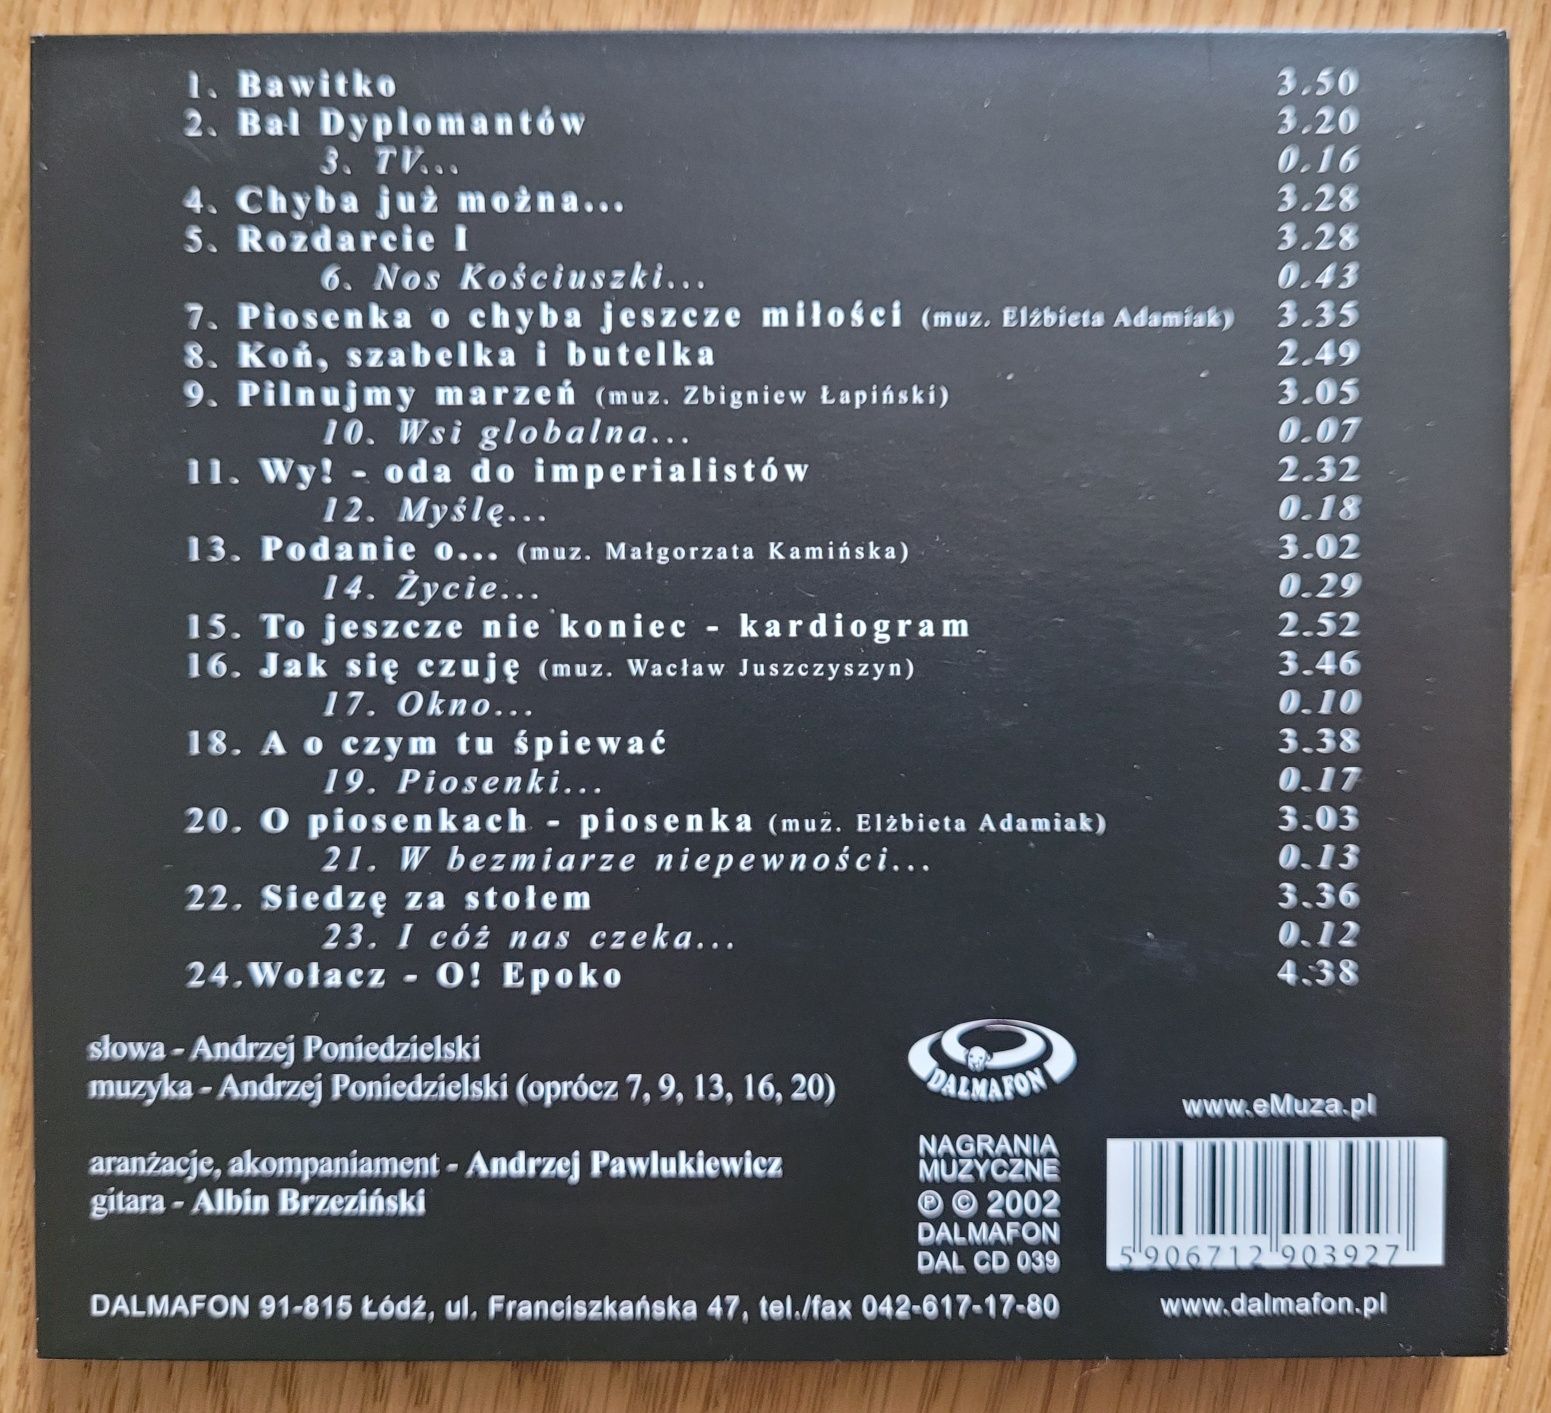 1. Bawitko 3.50
2. Bal Dyplomantów 3.20
3. TV... 0.16
4. Chyba już można... 3.28
5. Rozdarcie I 3.28
6. Nos Kościuszki... 0.43
7. Piosenka o chyba jeszcze miłości (muz. Elżbieta Adamiak) 3.35
8. Koń, szabelka i butelka 2.49
9. Pilnujmy marzeń (muz. Zbigniew Łapiński) 3.05
10. Wsi globalna... 0.07
11. Wy! - oda do imperialistów 2.32
12. Myślę... 0.18
13. Podanie o... (muz. Małgorzata Kamińska) 3.02
14. Życie... 0.29
15. To jeszcze nie koniec - kardiogram 2.52
16. Jak się czuję (muz. Wacław Juszczyszyn) 3.46
17. Okno... 0.10
18. A o czym tu śpiewać 3.38
19. Piosenki... 0.17
20. O piosenkach - piosenka (muz. Elżbieta Adamiak) 3.03
21. W bezmiarze niepewności... 0.13
22. Siedzę za stołem 3.36
23. I cóż nas czeka... 0.12
24. Wołacz - O! Epoko 4.38
słowa - Andrzej Poniedzielski
muzyka - Andrzej Poniedzielski (oprócz 7, 9, 13, 16, 20)
aranżacje, akompaniament - Andrzej Pawlukiewicz
gitara - Albin Brzeziński
DALMAFON
NAGRANIA
MUZYCZNE
℗ © 2002
DALMAFON
DAL CD 039
www.eMuza.pl
5 906712 903927
DALMAFON 91-815 Łódź, ul. Franciszkańska 47, tel./fax 042-617-17-80
www.dalmafon.pl